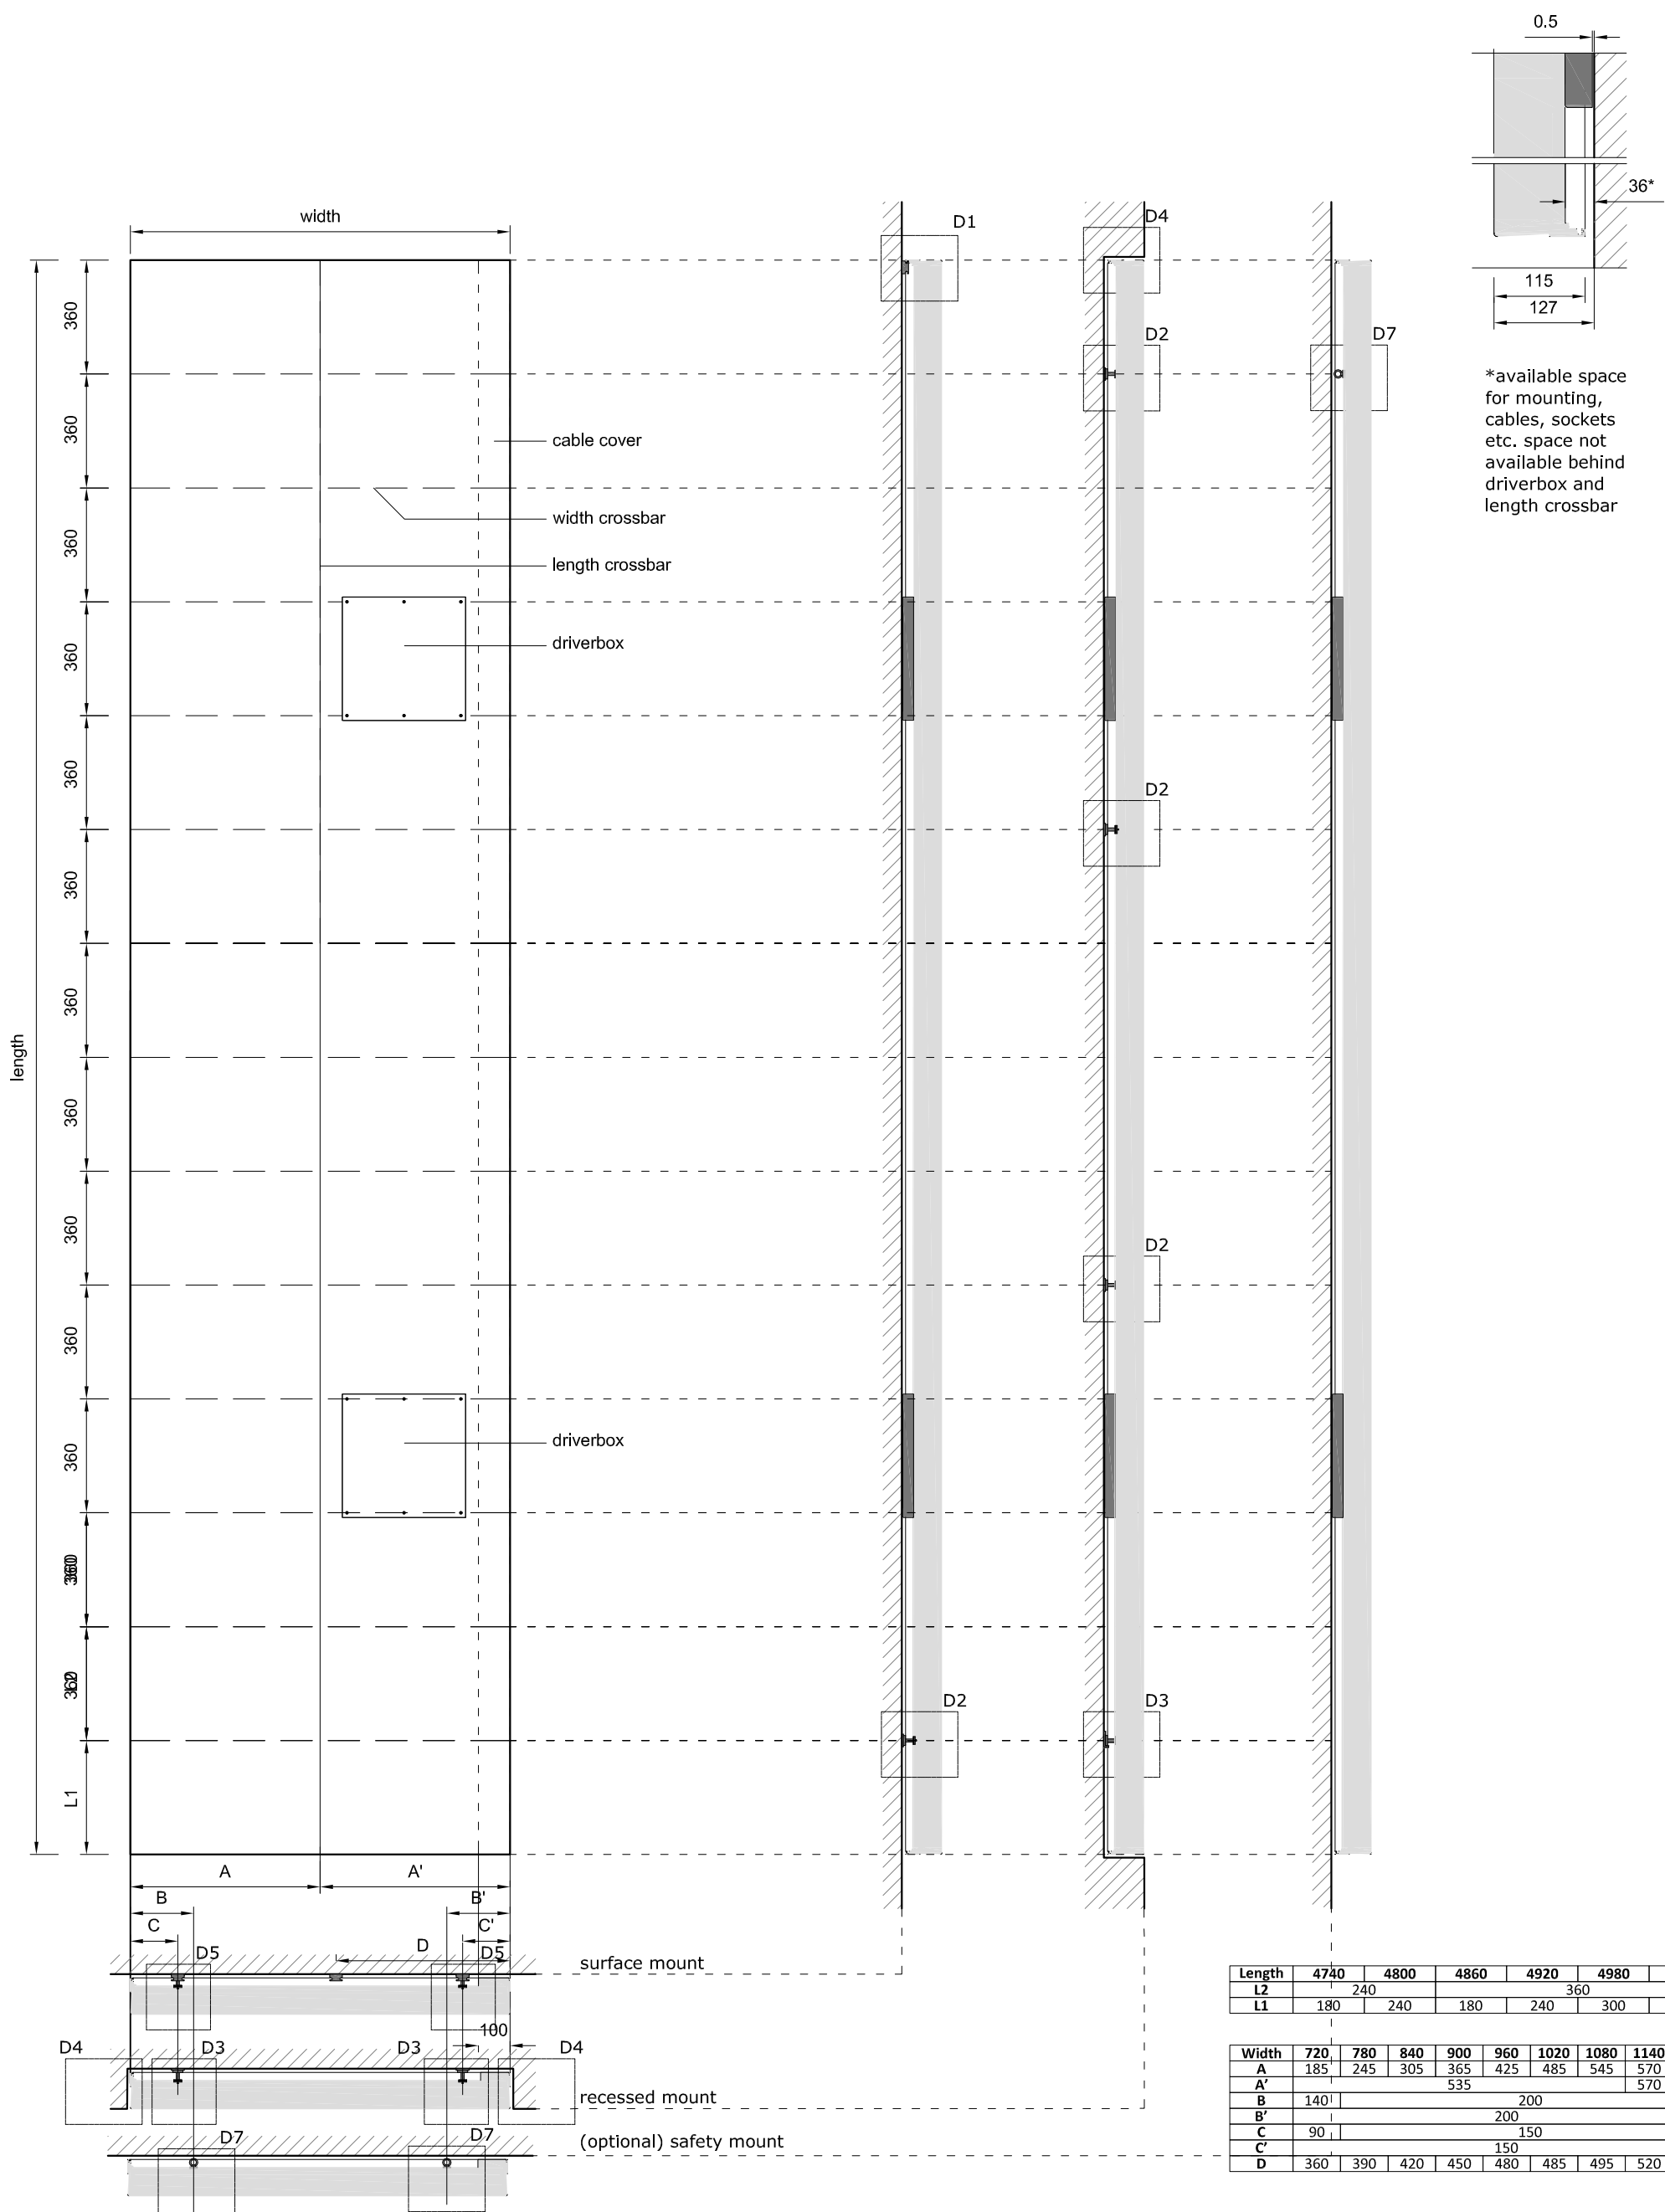 0.5
36*
115
127
*available space
for mounting,
cables, sockets
etc. space not
available behind
driverbox and
length crossbar
width
D1
D4
D2
D7
360
360
cable cover
360
width crossbar
length crossbar
360
driverbox
360
D2
360
360
length
360
360
D2
360
360
driverbox
D2
D3
L1
A
A'
B
B'
C
C'
D
D5
D5
surface mount
100
D4
D3
D3
D4
recessed mount
D7
D7
(optional) safety mount
Length 4740 4800 4860 4920 4980
L2 240 360
L1 180 240 180 240 300
Width 720 780 840 900 960 1020 1080 1140
A 185 245 305 365 425 485 545 570
A' 535 570
B 140 200
B' 200
C 90 150
C' 150
D 360 390 420 450 480 485 495 520